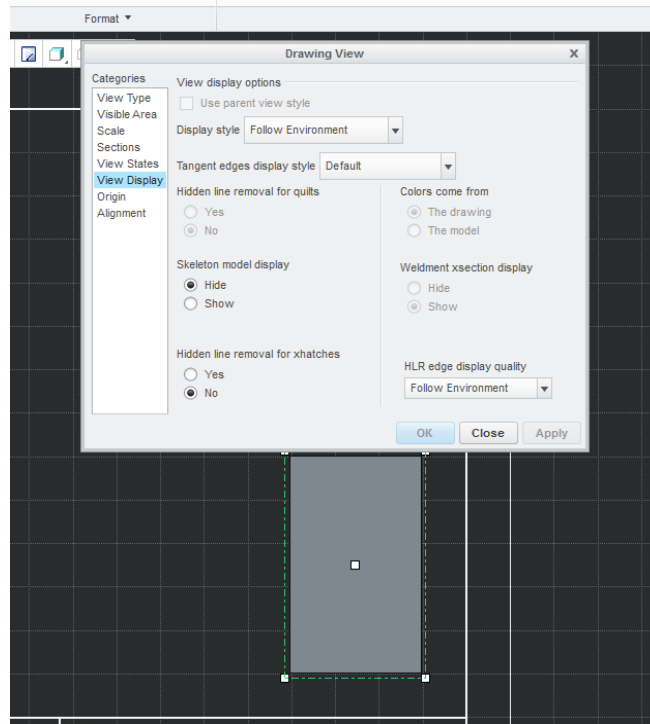 Format
Drawing View X
Categories
View Type
Visible Area
Scale
Sections
View States
View Display
Origin
Alignment
View display options
Use parent view style
Display style Follow Environment
Tangent edges display style Default
Hidden line removal for quilts
Yes
No
Colors come from
The drawing
The model
Skeleton model display
Hide
Show
Weldment xsection display
Hide
Show
Hidden line removal for xhatches
Yes
No
HLR edge display quality
Follow Environment
OK Close Apply